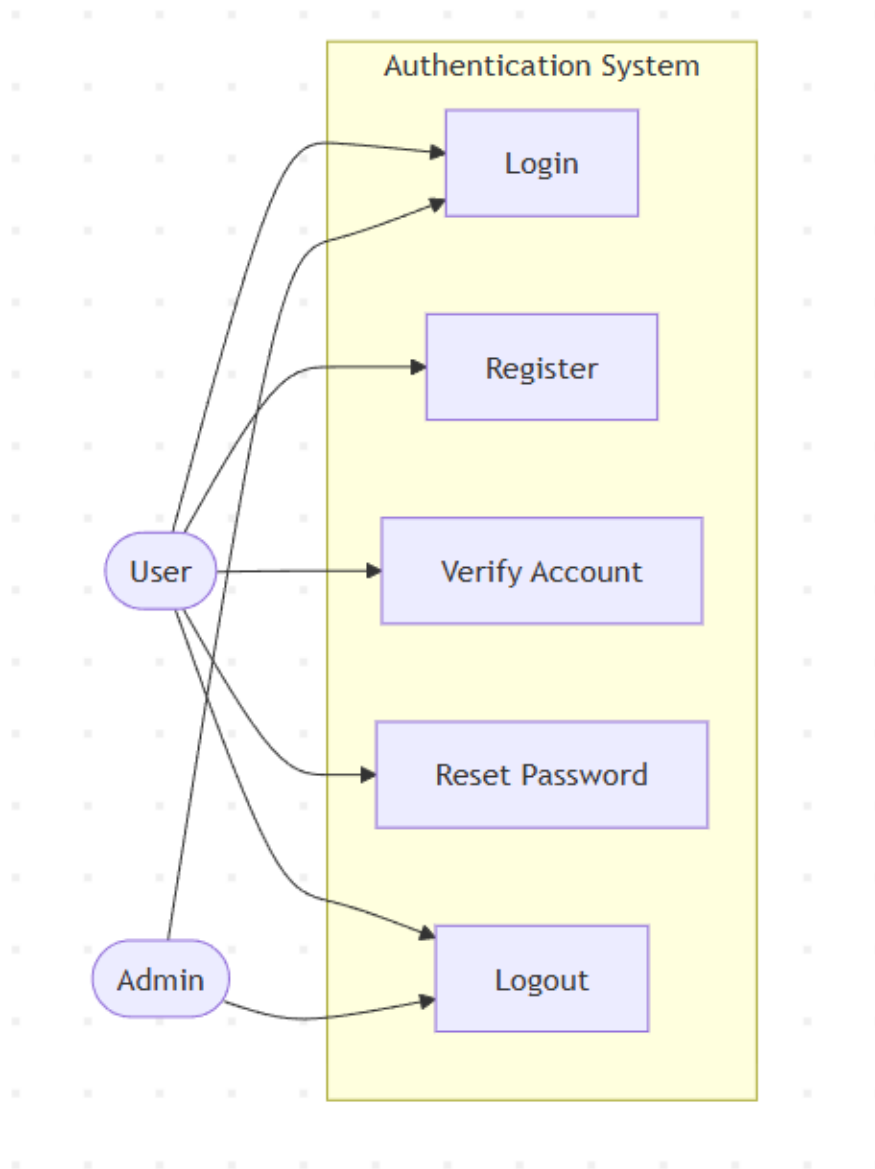 Authentication System
Login
Register
User
Verify Account
Reset Password
Admin
Logout